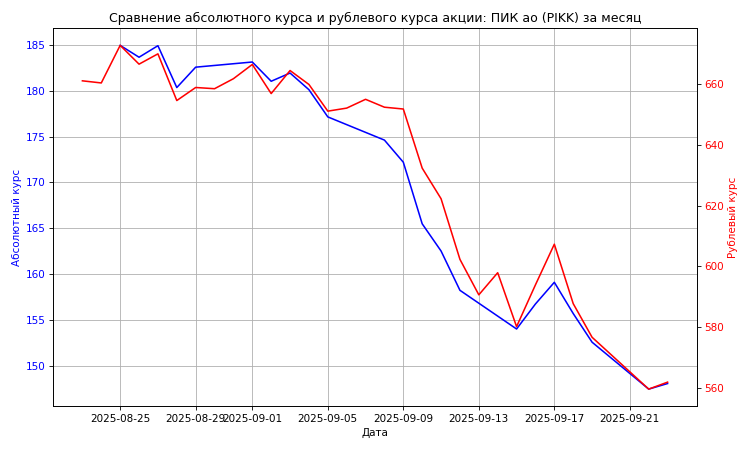 Сравнение абсолютного курса и рублевого курса акции: ПИК ао (PIKK) за месяц
185
180
175
170
165
160
155
150
Абсолютный курс
660
640
620
600
580
560
Рублевый курс
2025-08-25 2025-08-29 2025-09-01 2025-09-05 2025-09-09 2025-09-13 2025-09-17 2025-09-21
Дата